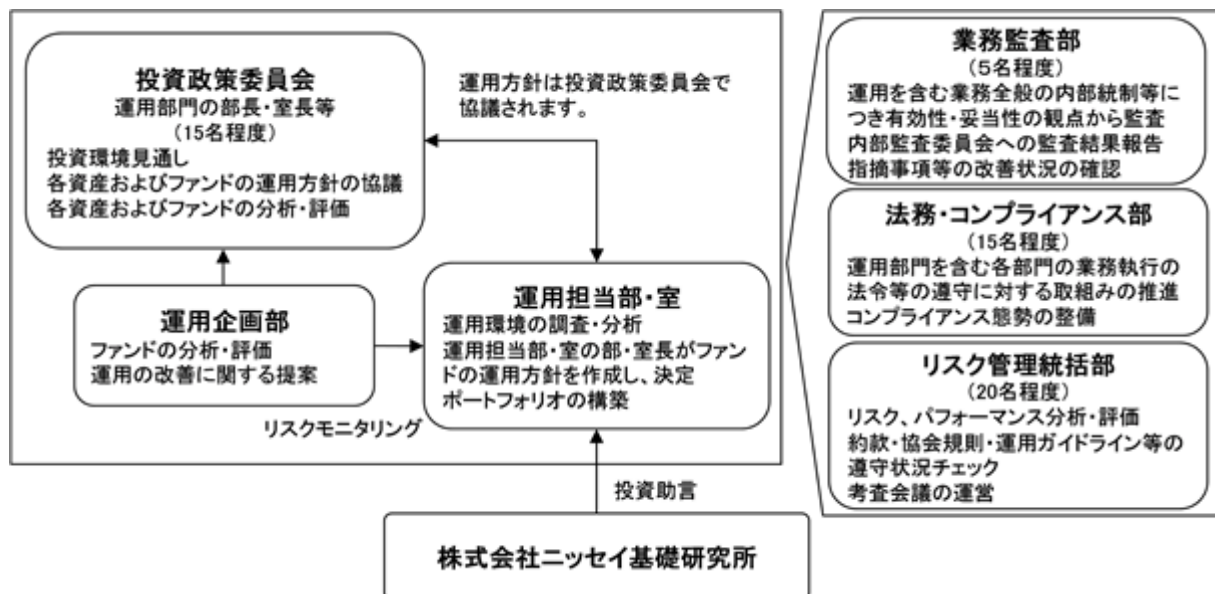 投資政策委員会
運用部門の部長・室長等
(15名程度)
投資環境見通し
各資産およびファンドの運用方針の協議
各資産およびファンドの分析・評価
運用方針は投資政策委員会で
協議されます。
運用企画部
ファンドの分析・評価
運用の改善に関する提案
運用担当部・室
運用環境の調査・分析
運用担当部・室の部・室長がファン
ドの運用方針を作成し、決定
ポートフォリオの構築
リスクモニタリング
投資助言
株式会社ニッセイ基礎研究所
業務監査部
(5名程度)
運用を含む業務全般の内部統制等に
つき有効性・妥当性の観点から監査
内部監査委員会への監査結果報告
指摘事項等の改善状況の確認
法務・コンプライアンス部
(15名程度)
運用部門を含む各部門の業務執行の
法令等の遵守に対する取組みの推進
コンプライアンス態勢の整備
リスク管理統括部
(20名程度)
リスク、パフォーマンス分析・評価
約款・協会規則・運用ガイドライン等の
遵守状況チェック
考査会議の運営